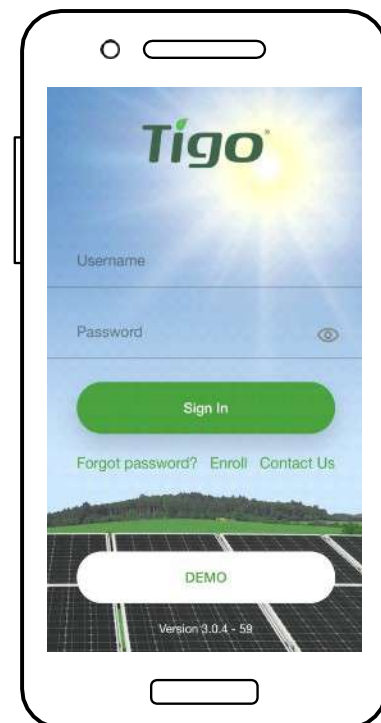 Tigo®
Username
Password
Sign In
Forgot password? Enroll Contact Us
DEMO
Version 3.0.4 - 59